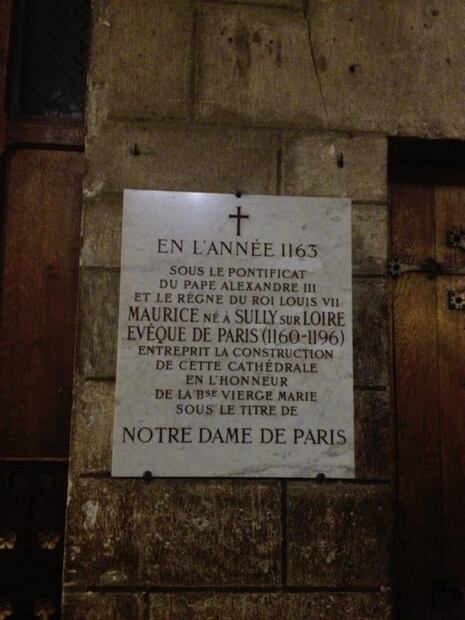 EN L'ANNÉE 1163
SOUS LE PONTIFICAT
DU PAPE ALEXANDRE III
ET LE RÈGNE DU ROI LOUIS VII
MAURICE NÉ À SULLY SUR LOIRE
EVÊQUE DE PARIS (1160-1196)
ENTREPRIT LA CONSTRUCTION
DE CETTE CATHÉDRALE
EN L'HONNEUR
DE LA BSE VIERGE MARIE
SOUS LE TITRE DE
NOTRE DAME DE PARIS